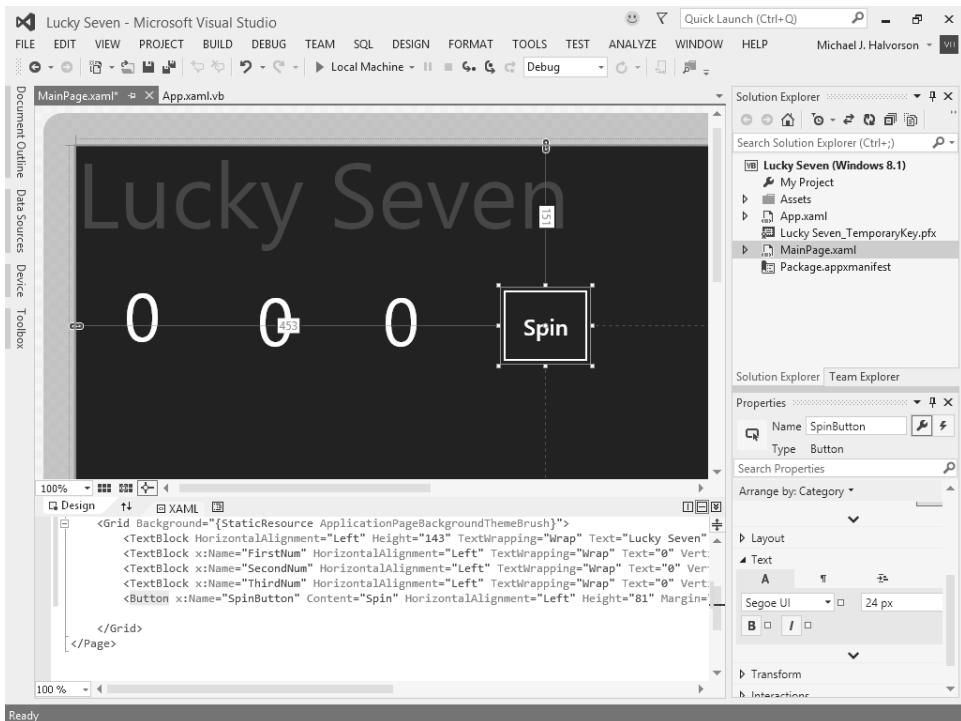 Lucky Seven - Microsoft Visual Studio
Quick Launch (Ctrl+Q)
FILE EDIT VIEW PROJECT BUILD DEBUG TEAM SQL DESIGN FORMAT TOOLS TEST ANALYZE WINDOW HELP
Michael J. Halvorson
Local Machine
Debug
Document Outline
Data Sources
Device
Toolbox
MainPage.xaml*
App.xaml.vb
Lucky Seven
151
0 0 0
453
Spin
100%
Design
XAML
<Grid Background="{StaticResource ApplicationPageBackgroundThemeBrush}">
<TextBlock HorizontalAlignment="Left" Height="143" TextWrapping="Wrap" Text="Lucky Seven"
<TextBlock x:Name="FirstNum" HorizontalAlignment="Left" TextWrapping="Wrap" Text="0" Vert
<TextBlock x:Name="SecondNum" HorizontalAlignment="Left" TextWrapping="Wrap" Text="0" Ver
<TextBlock x:Name="ThirdNum" HorizontalAlignment="Left" TextWrapping="Wrap" Text="0" Vert
<Button x:Name="SpinButton" Content="Spin" HorizontalAlignment="Left" Height="81" Margin=
</Grid>
</Page>
100 %
Ready
Solution Explorer
Search Solution Explorer (Ctrl+;)
VB Lucky Seven (Windows 8.1)
My Project
Assets
App.xaml
Lucky Seven_TemporaryKey.pfx
MainPage.xaml
Package.appxmanifest
Solution Explorer Team Explorer
Properties
Name SpinButton
Type Button
Search Properties
Arrange by: Category
Layout
Text
A ¶
Segoe UI 24 px
B I
Transform
Interactions